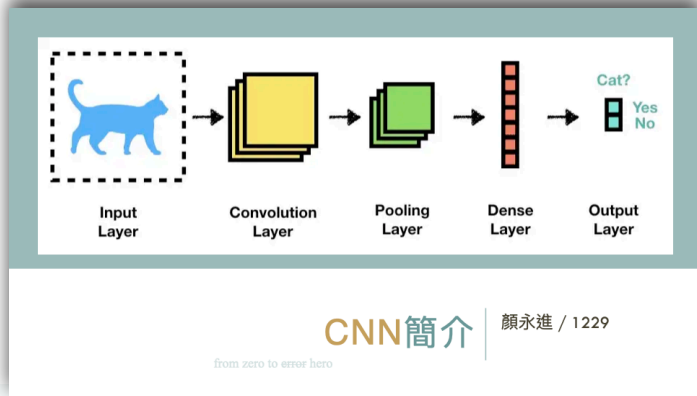 Cat?
Yes
No
Input
Layer
Convolution
Layer
Pooling
Layer
Dense
Layer
Output
Layer
CNN簡介
顏永進 / 1229
from zero to error hero